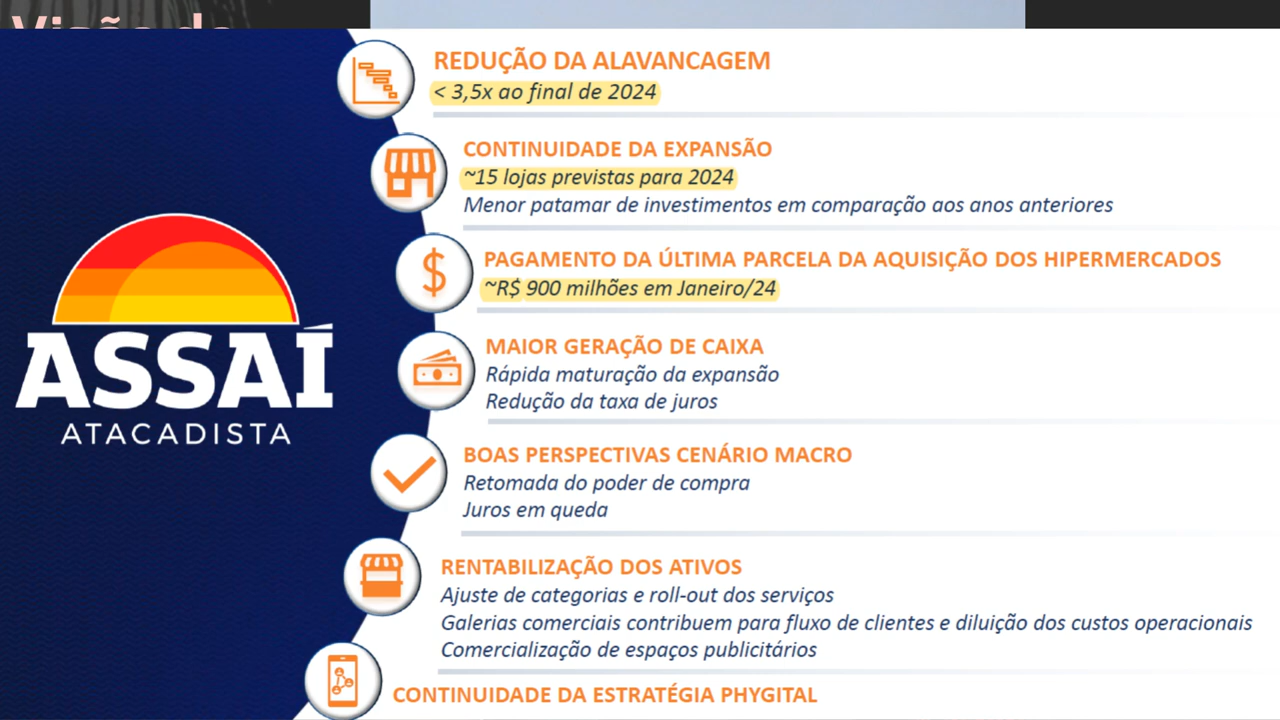 REDUÇÃO DA ALAVANCAGEM
< 3,5x ao final de 2024
CONTINUIDADE DA EXPANSÃO
~15 lojas previstas para 2024
Menor patamar de investimentos em comparação aos anos anteriores
PAGAMENTO DA ÚLTIMA PARCELA DA AQUISIÇÃO DOS HIPERMERCADOS
~R$ 900 milhões em Janeiro/24
ASSAÍ
ATACADISTA
MAIOR GERAÇÃO DE CAIXA
Rápida maturação da expansão
Redução da taxa de juros
BOAS PERSPECTIVAS CENÁRIO MACRO
Retomada do poder de compra
Juros em queda
RENTABILIZAÇÃO DOS ATIVOS
Ajuste de categorias e roll-out dos serviços
Galerias comerciais contribuem para fluxo de clientes e diluição dos custos operacionais
Comercialização de espaços publicitários
CONTINUIDADE DA ESTRATÉGIA PHYGITAL